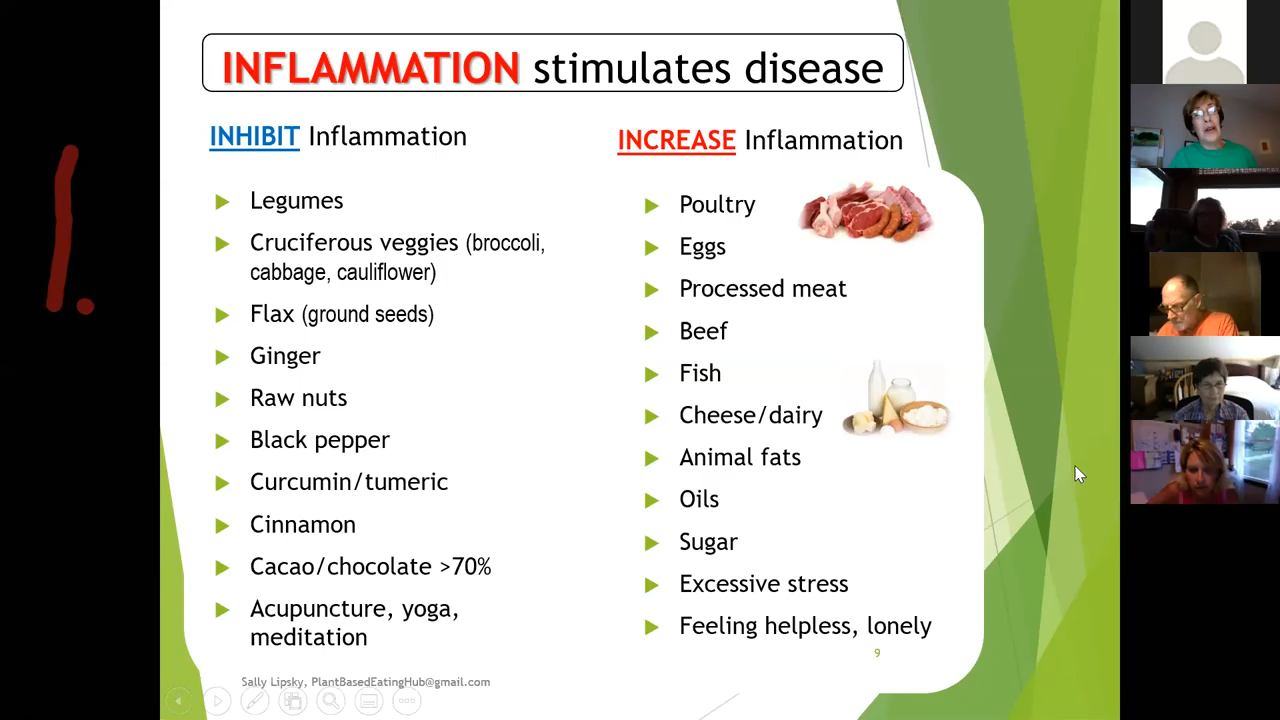 INFLAMMATION stimulates disease
INHIBIT Inflammation
Legumes
Cruciferous veggies (broccoli,
cabbage, cauliflower)
Flax (ground seeds)
Ginger
Raw nuts
Black pepper
Curcumin/tumeric
Cinnamon
Cacao/chocolate >70%
Acupuncture, yoga,
meditation
INCREASE Inflammation
Poultry
Eggs
Processed meat
Beef
Fish
Cheese/dairy
Animal fats
Oils
Sugar
Excessive stress
Feeling helpless, lonely
9
Sally Lipsky, PlantBasedEatingHub@gmail.com
1.